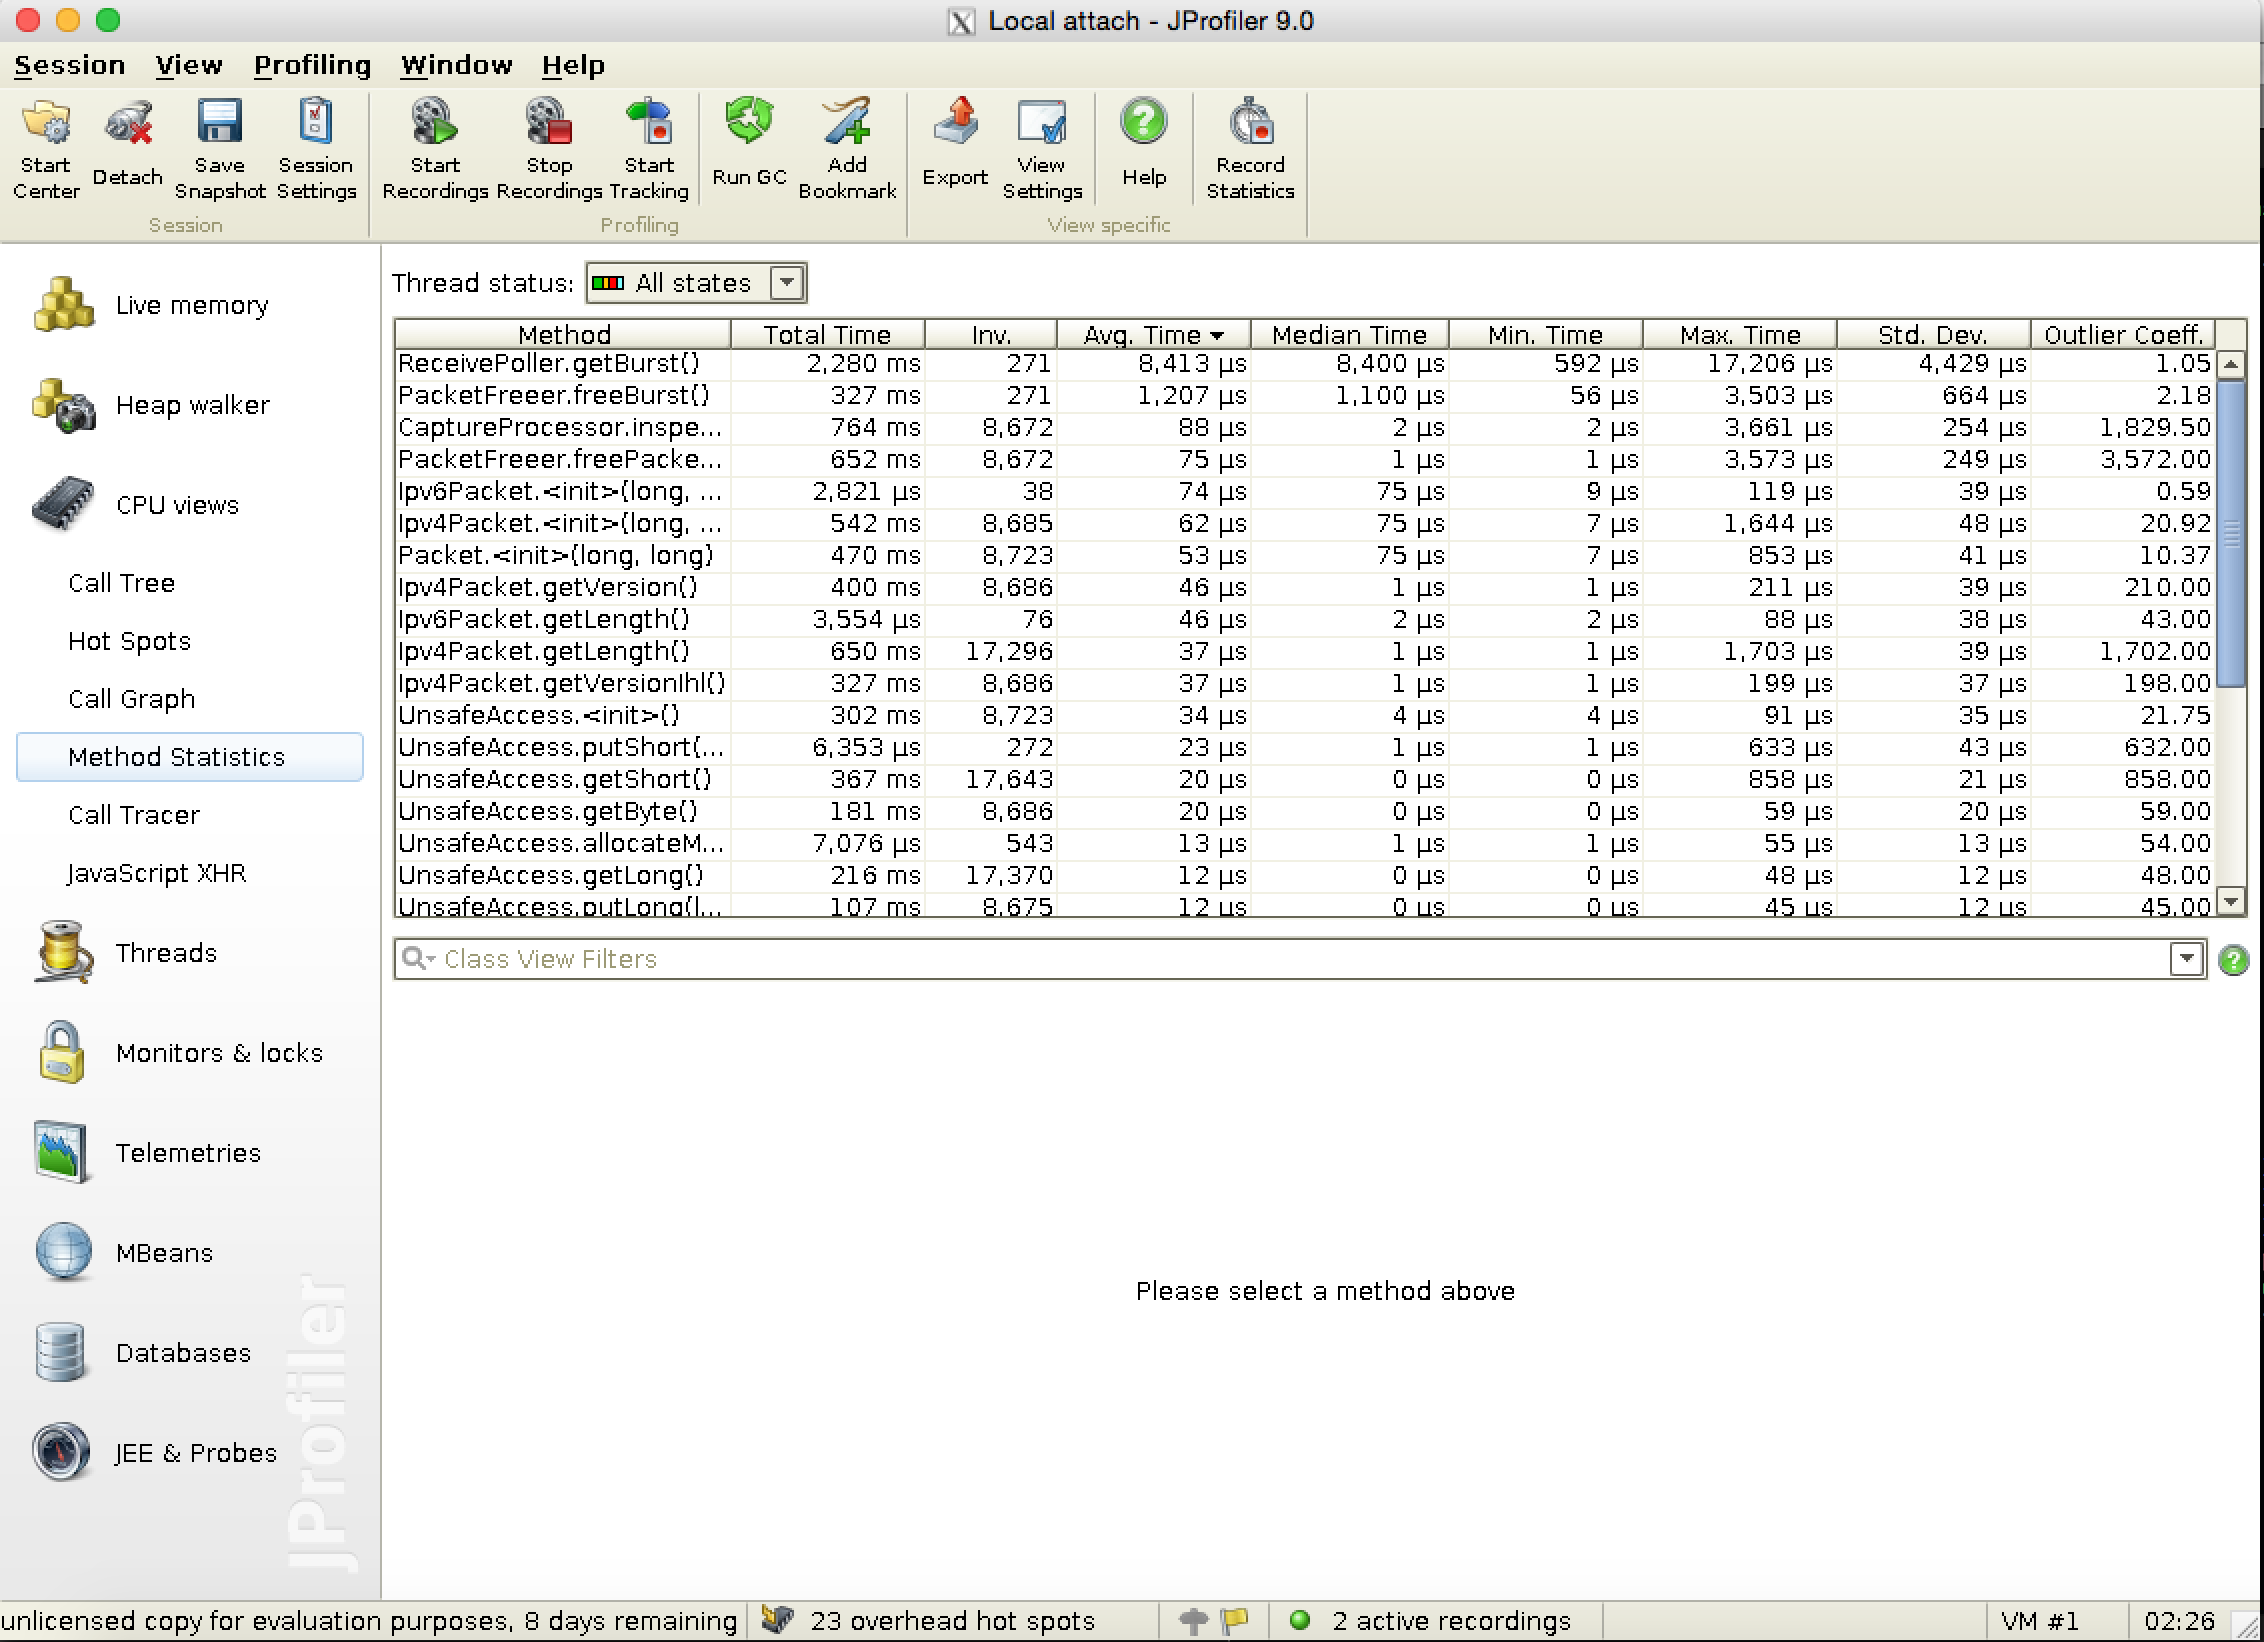 Local attach - JProfiler 9.0
Session View Profiling Window Help
Start Center
Detach
Save Snapshot
Session Settings
Start Recordings
Stop Recordings
Start Tracking
Run GC
Add Bookmark
Export
View Settings
Help
Record Statistics
Session
Profiling
View specific
Live memory
Heap walker
CPU views
Call Tree
Hot Spots
Call Graph
Method Statistics
Call Tracer
JavaScript XHR
Threads
Monitors & locks
Telemetries
MBeans
Databases
JEE & Probes
JProfiler
Thread status: All states
Method Total Time Inv. Avg. Time Median Time Min. Time Max. Time Std. Dev. Outlier Coeff.
ReceivePoller.getBurst() 2,280 ms 271 8,413 µs 8,400 µs 592 µs 17,206 µs 4,429 µs 1.05
PacketFreeer.freeBurst() 327 ms 271 1,207 µs 1,100 µs 56 µs 3,503 µs 664 µs 2.18
CaptureProcessor.inspe... 764 ms 8,672 88 µs 2 µs 2 µs 3,661 µs 254 µs 1,829.50
PacketFreeer.freePacke... 652 ms 8,672 75 µs 1 µs 1 µs 3,573 µs 249 µs 3,572.00
Ipv6Packet.<init>(long, ... 2,821 µs 38 74 µs 75 µs 9 µs 119 µs 39 µs 0.59
Ipv4Packet.<init>(long, ... 542 ms 8,685 62 µs 75 µs 7 µs 1,644 µs 48 µs 20.92
Packet.<init>(long, long) 470 ms 8,723 53 µs 75 µs 7 µs 853 µs 41 µs 10.37
Ipv4Packet.getVersion() 400 ms 8,686 46 µs 1 µs 1 µs 211 µs 39 µs 210.00
Ipv6Packet.getLength() 3,554 µs 76 46 µs 2 µs 2 µs 88 µs 38 µs 43.00
Ipv4Packet.getLength() 650 ms 17,296 37 µs 1 µs 1 µs 1,703 µs 39 µs 1,702.00
Ipv4Packet.getVersionIhl() 327 ms 8,686 37 µs 1 µs 1 µs 199 µs 37 µs 198.00
UnsafeAccess.<init>() 302 ms 8,723 34 µs 4 µs 4 µs 91 µs 35 µs 21.75
UnsafeAccess.putShort(... 6,353 µs 272 23 µs 1 µs 1 µs 633 µs 43 µs 632.00
UnsafeAccess.getShort() 367 ms 17,643 20 µs 0 µs 0 µs 858 µs 21 µs 858.00
UnsafeAccess.getByte() 181 ms 8,686 20 µs 0 µs 0 µs 59 µs 20 µs 59.00
UnsafeAccess.allocateM... 7,076 µs 543 13 µs 1 µs 1 µs 55 µs 13 µs 54.00
UnsafeAccess.getLong() 216 ms 17,370 12 µs 0 µs 0 µs 48 µs 12 µs 48.00
UnsafeAccess.putLong(l... 107 ms 8,675 12 µs 0 µs 0 µs 45 µs 12 µs 45.00
Class View Filters
Please select a method above
unlicensed copy for evaluation purposes, 8 days remaining 23 overhead hot spots 2 active recordings VM #1 02:26